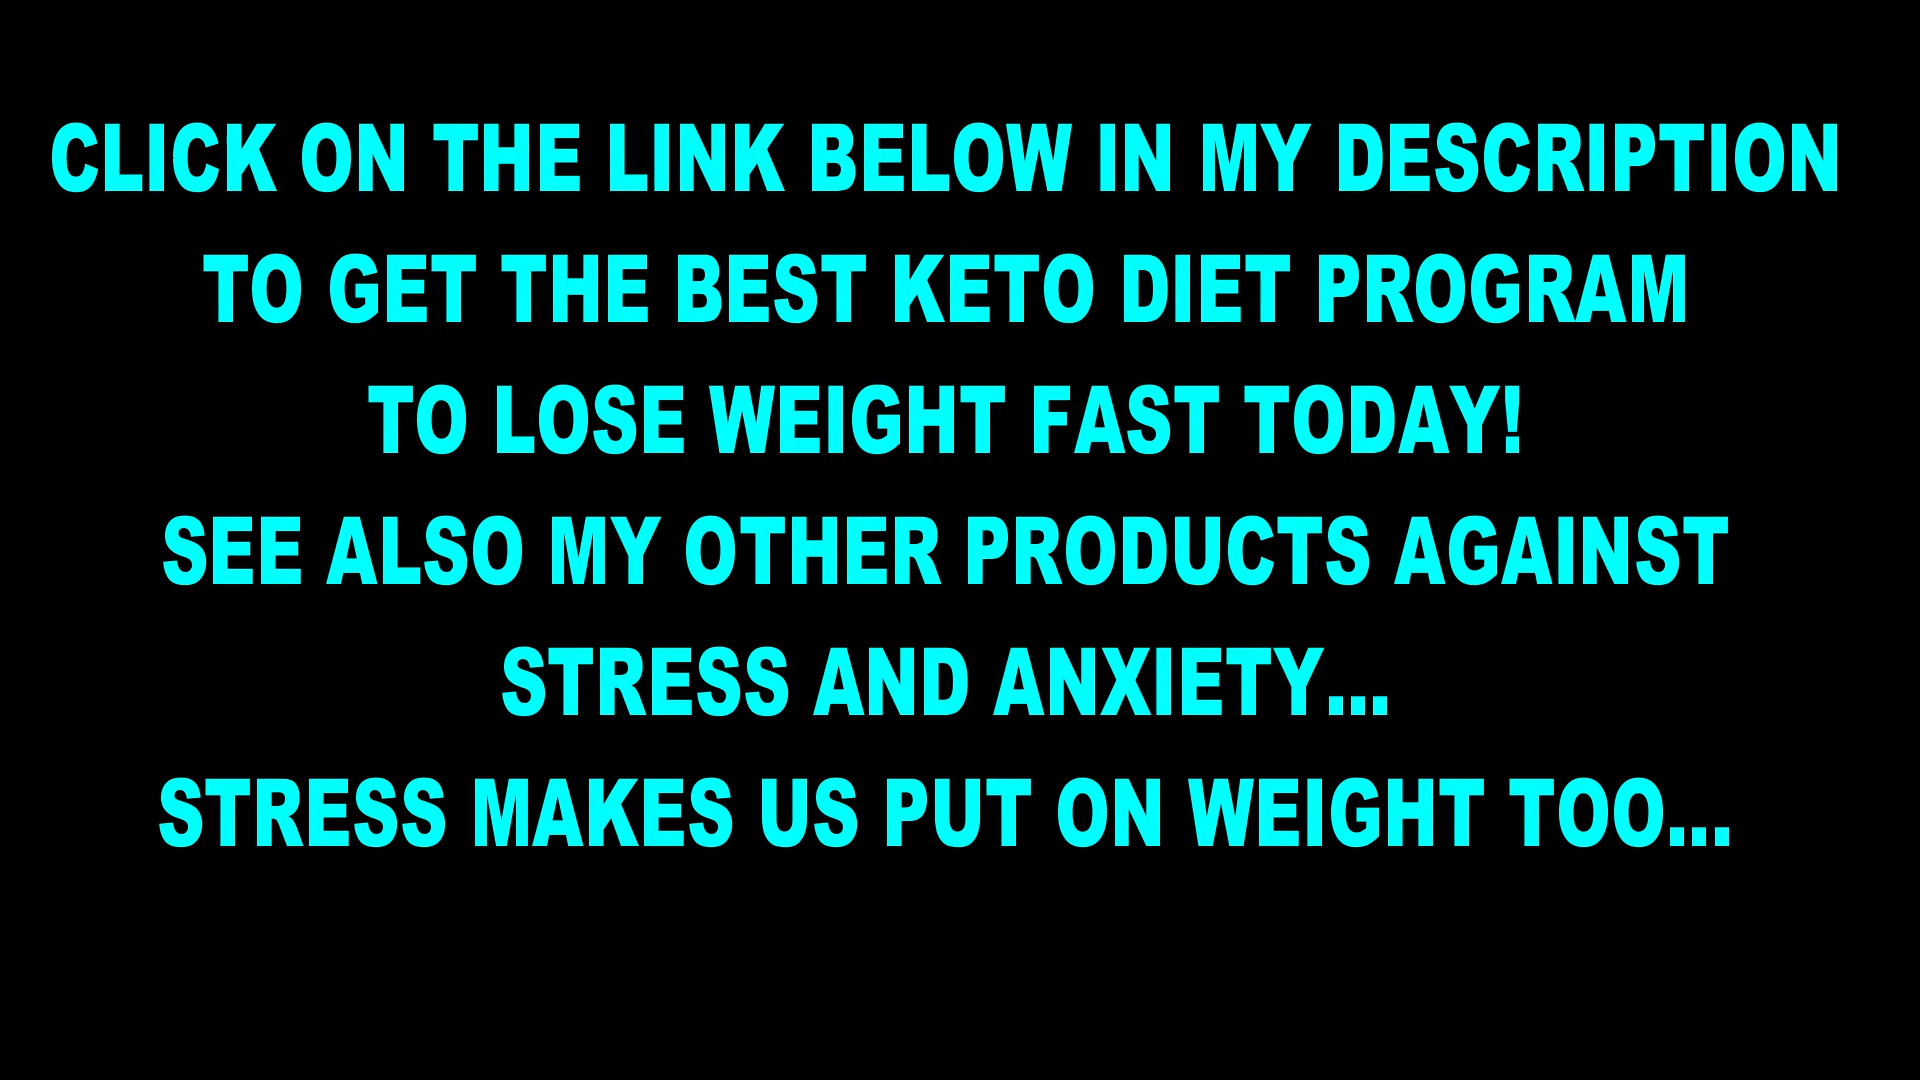 CLICK ON THE LINK BELOW IN MY DESCRIPTION
TO GET THE BEST KETO DIET PROGRAM
TO LOSE WEIGHT FAST TODAY!
SEE ALSO MY OTHER PRODUCTS AGAINST
STRESS AND ANXIETY...
STRESS MAKES US PUT ON WEIGHT TOO...